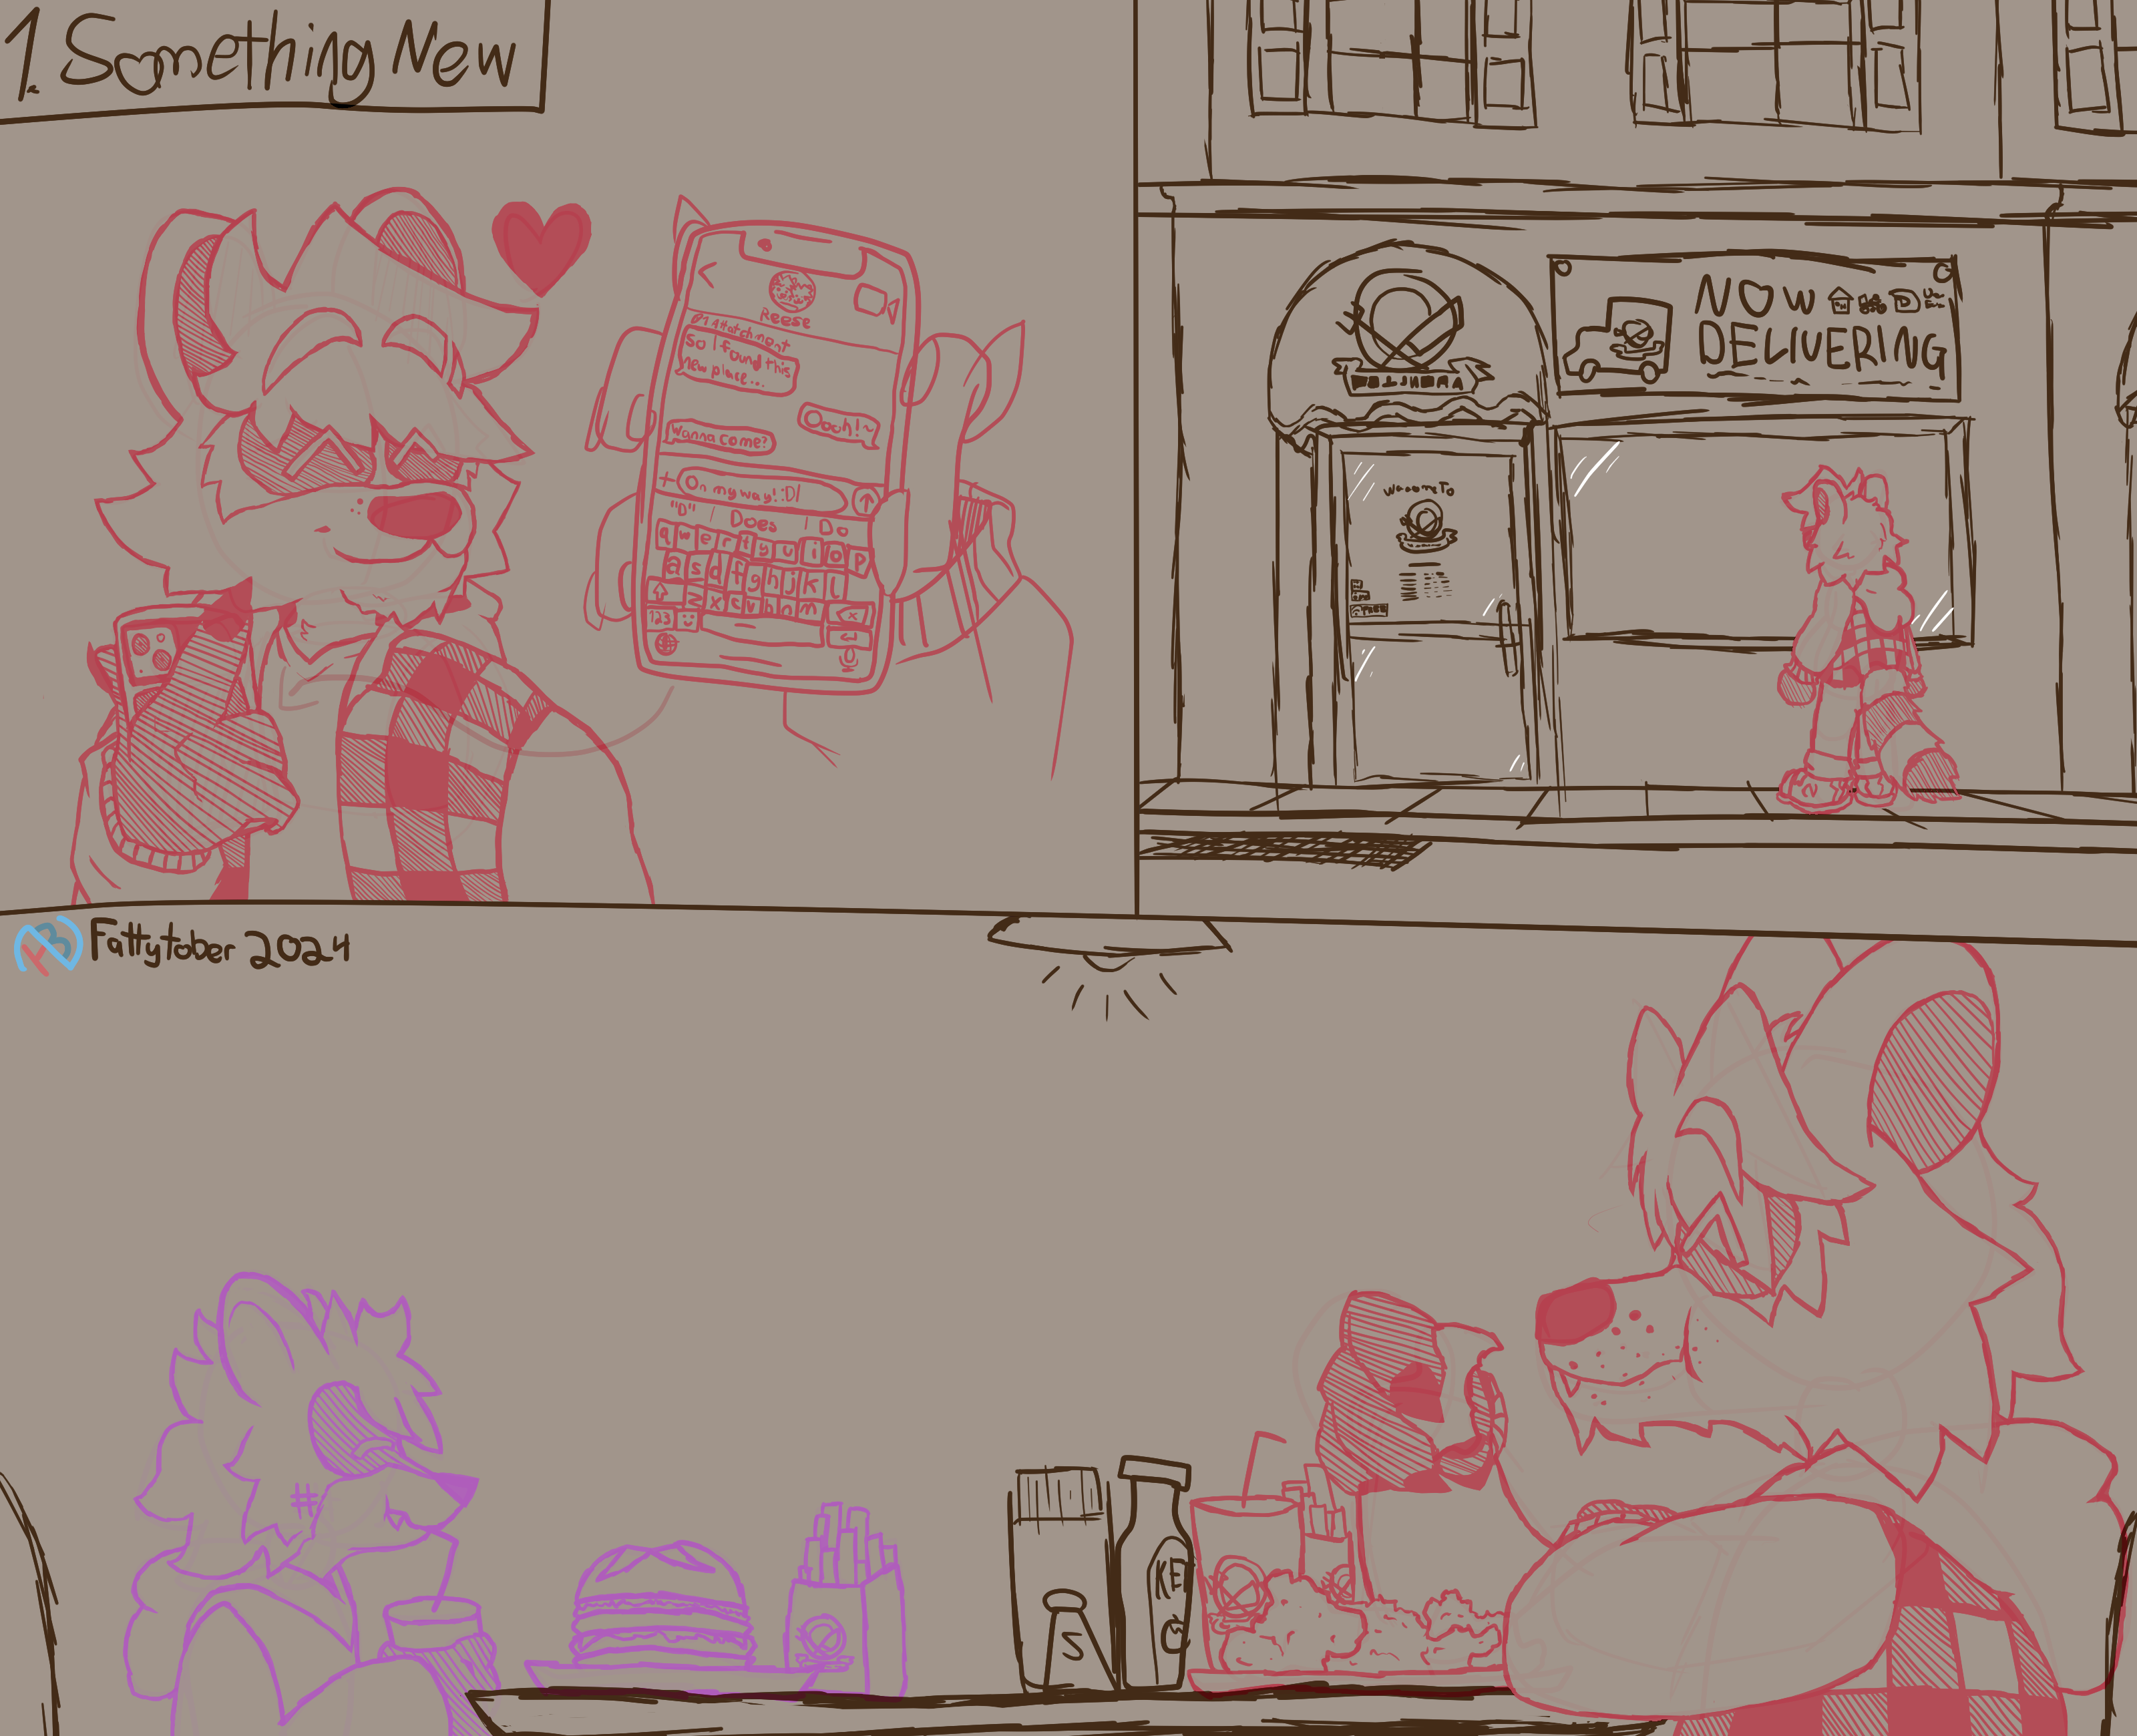 1. Something New
Reese
1 Attachment
So I found this
new place...
Oooh!~
Wanna come?
On my way! :D
"D" | Does | Do
q w e r t y u i o p
a s d f g h j k l
z x c v b n m
123
NOW
DELIVERING
Welcome To
FREE
Fattytober 2024
S
KE